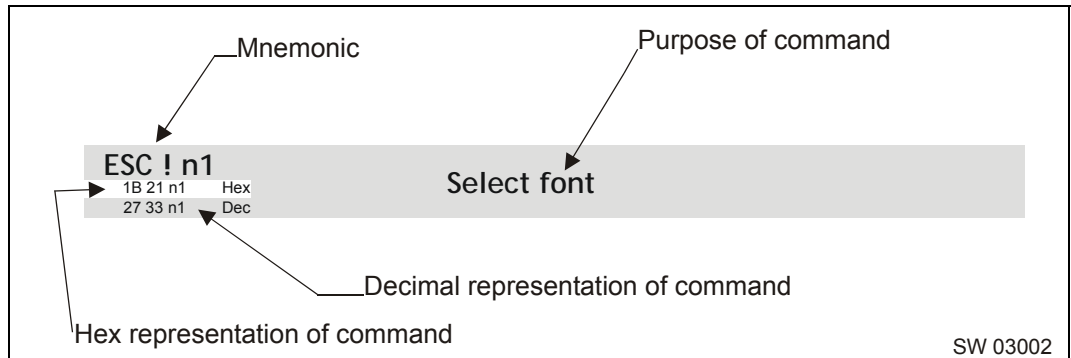 Mnemonic
Purpose of command
ESC ! n1
1B 21 n1 Hex
Select font
27 33 n1 Dec
Decimal representation of command
Hex representation of command
SW 03002